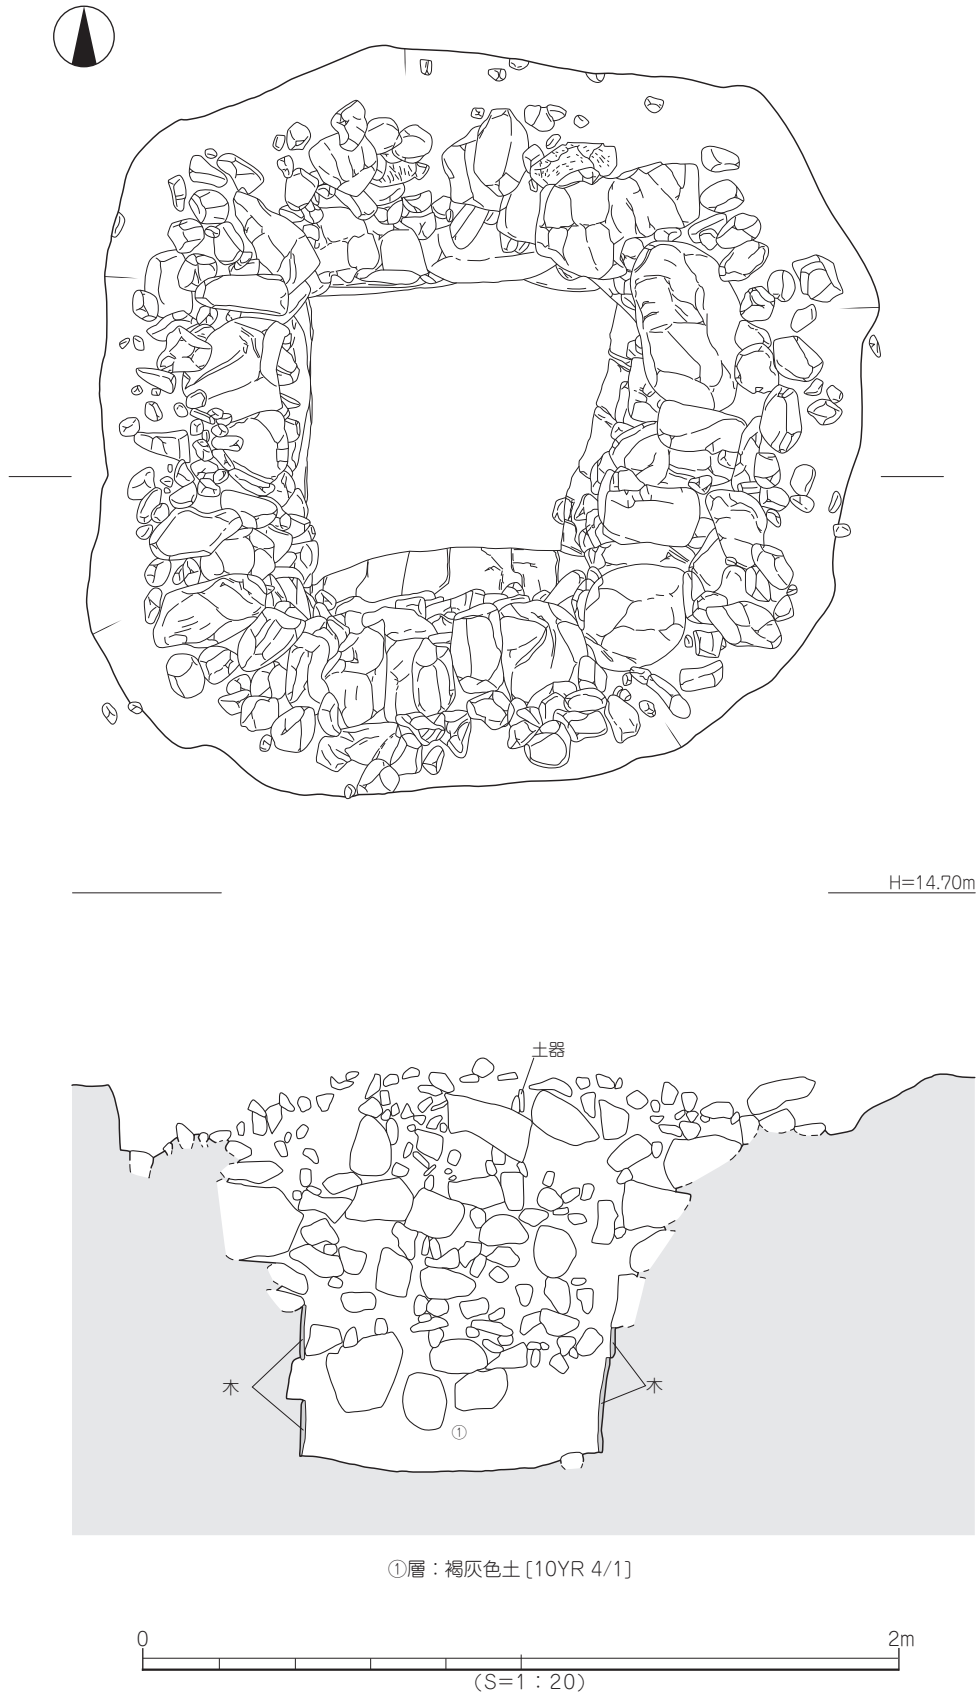 H=14.70m
土器
木
木
①
①層：褐灰色土 [10YR 4/1]
0
2m
(S=1：20)